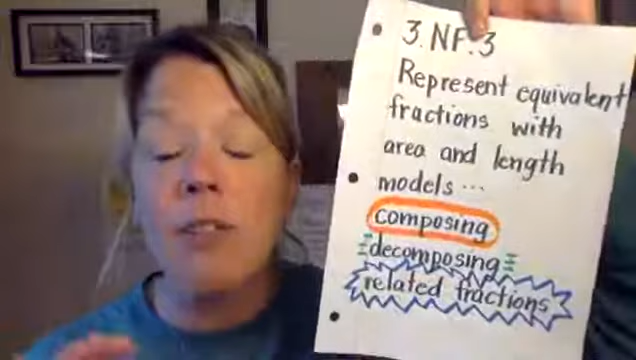 3.NF.3
Represent equivalent
fractions with
area and length
models ...
composing
decomposing
related fractions